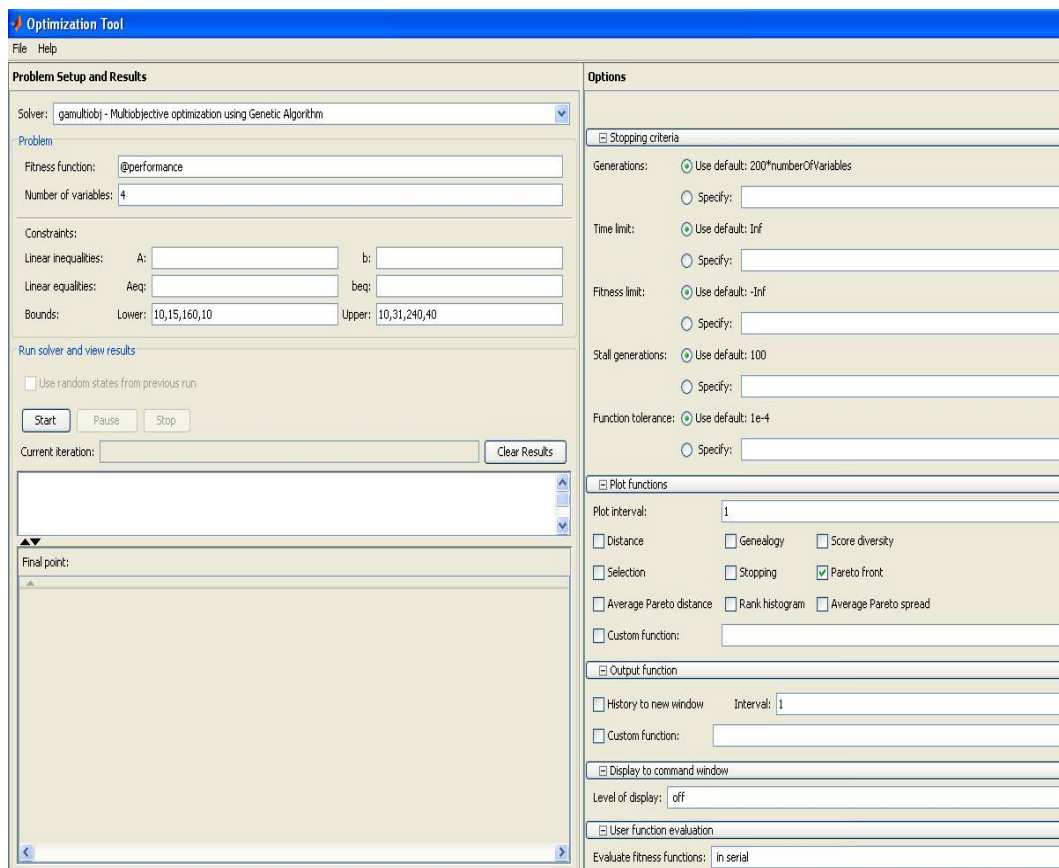 Optimization Tool
File Help
Problem Setup and Results
Solver: gamultiobj - Multiobjective optimization using Genetic Algorithm
Problem
Fitness function: @performance
Number of variables: 4
Constraints:
Linear inequalities: A: b:
Linear equalities: Aeq: beq:
Bounds: Lower: 10,15,160,10 Upper: 10,31,240,40
Run solver and view results
Use random states from previous run
Start Pause Stop
Current iteration: Clear Results
Final point:
Options
Stopping criteria
Generations: Use default: 200*numberOfVariables
Specify:
Time limit: Use default: Inf
Specify:
Fitness limit: Use default: -Inf
Specify:
Stall generations: Use default: 100
Specify:
Function tolerance: Use default: 1e-4
Specify:
Plot functions
Plot interval: 1
Distance Genealogy Score diversity
Selection Stopping Pareto front
Average Pareto distance Rank histogram Average Pareto spread
Custom function:
Output function
History to new window Interval: 1
Custom function:
Display to command window
Level of display: off
User function evaluation
Evaluate fitness functions: in serial